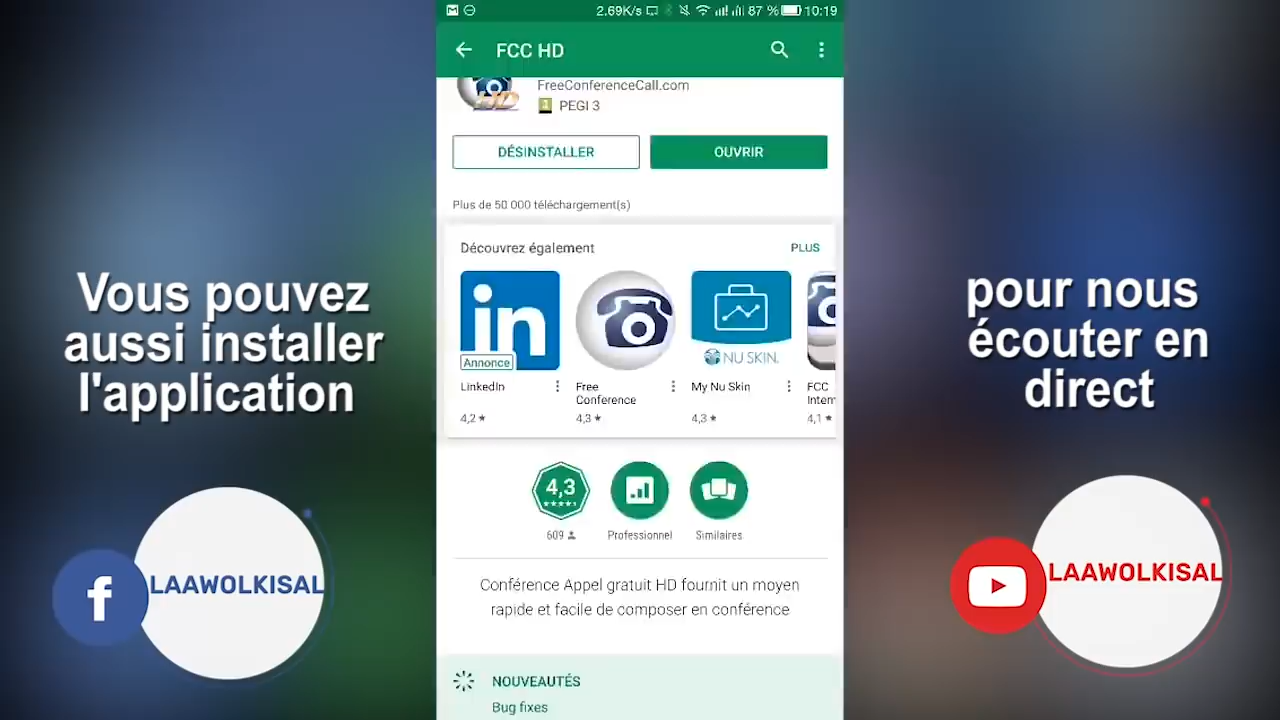 2.69K/s 87 % 10:19
FCC HD
FreeConferenceCall.com
PEGI 3
DÉSINSTALLER
OUVRIR
Plus de 50 000 téléchargement(s)
Découvrez également
PLUS
in
Annonce
NU SKIN.
LinkedIn
Free
Conference
My Nu Skin
FCC
Intern
4,2 ★
4,3 ★
4,3 ★
4,1 ★
4,3
609
Professionnel
Similaires
Conférence Appel gratuit HD fournit un moyen
rapide et facile de composer en conférence
NOUVEAUTÉS
Bug fixes
Vous pouvez
aussi installer
l'application
f
LAAWOLKISAL
pour nous
écouter en
direct
LAAWOLKISAL